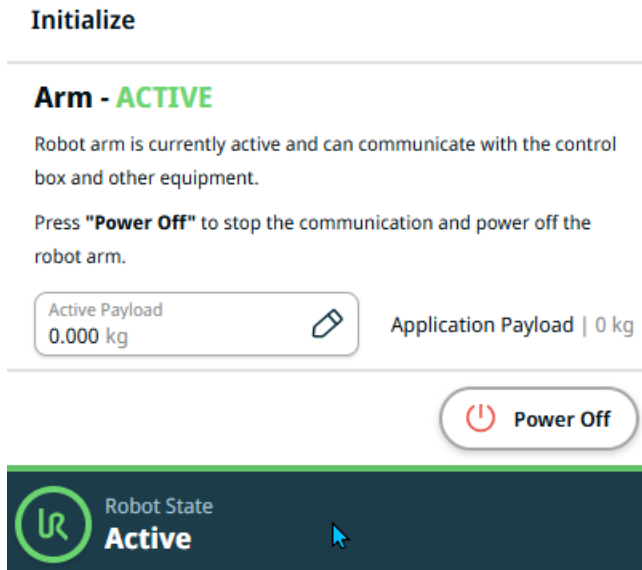 Initialize
Arm - ACTIVE
Robot arm is currently active and can communicate with the control
box and other equipment.
Press "Power Off" to stop the communication and power off the
robot arm.
Active Payload
0.000 kg
Application Payload | 0 kg
Power Off
UR
Robot State
Active